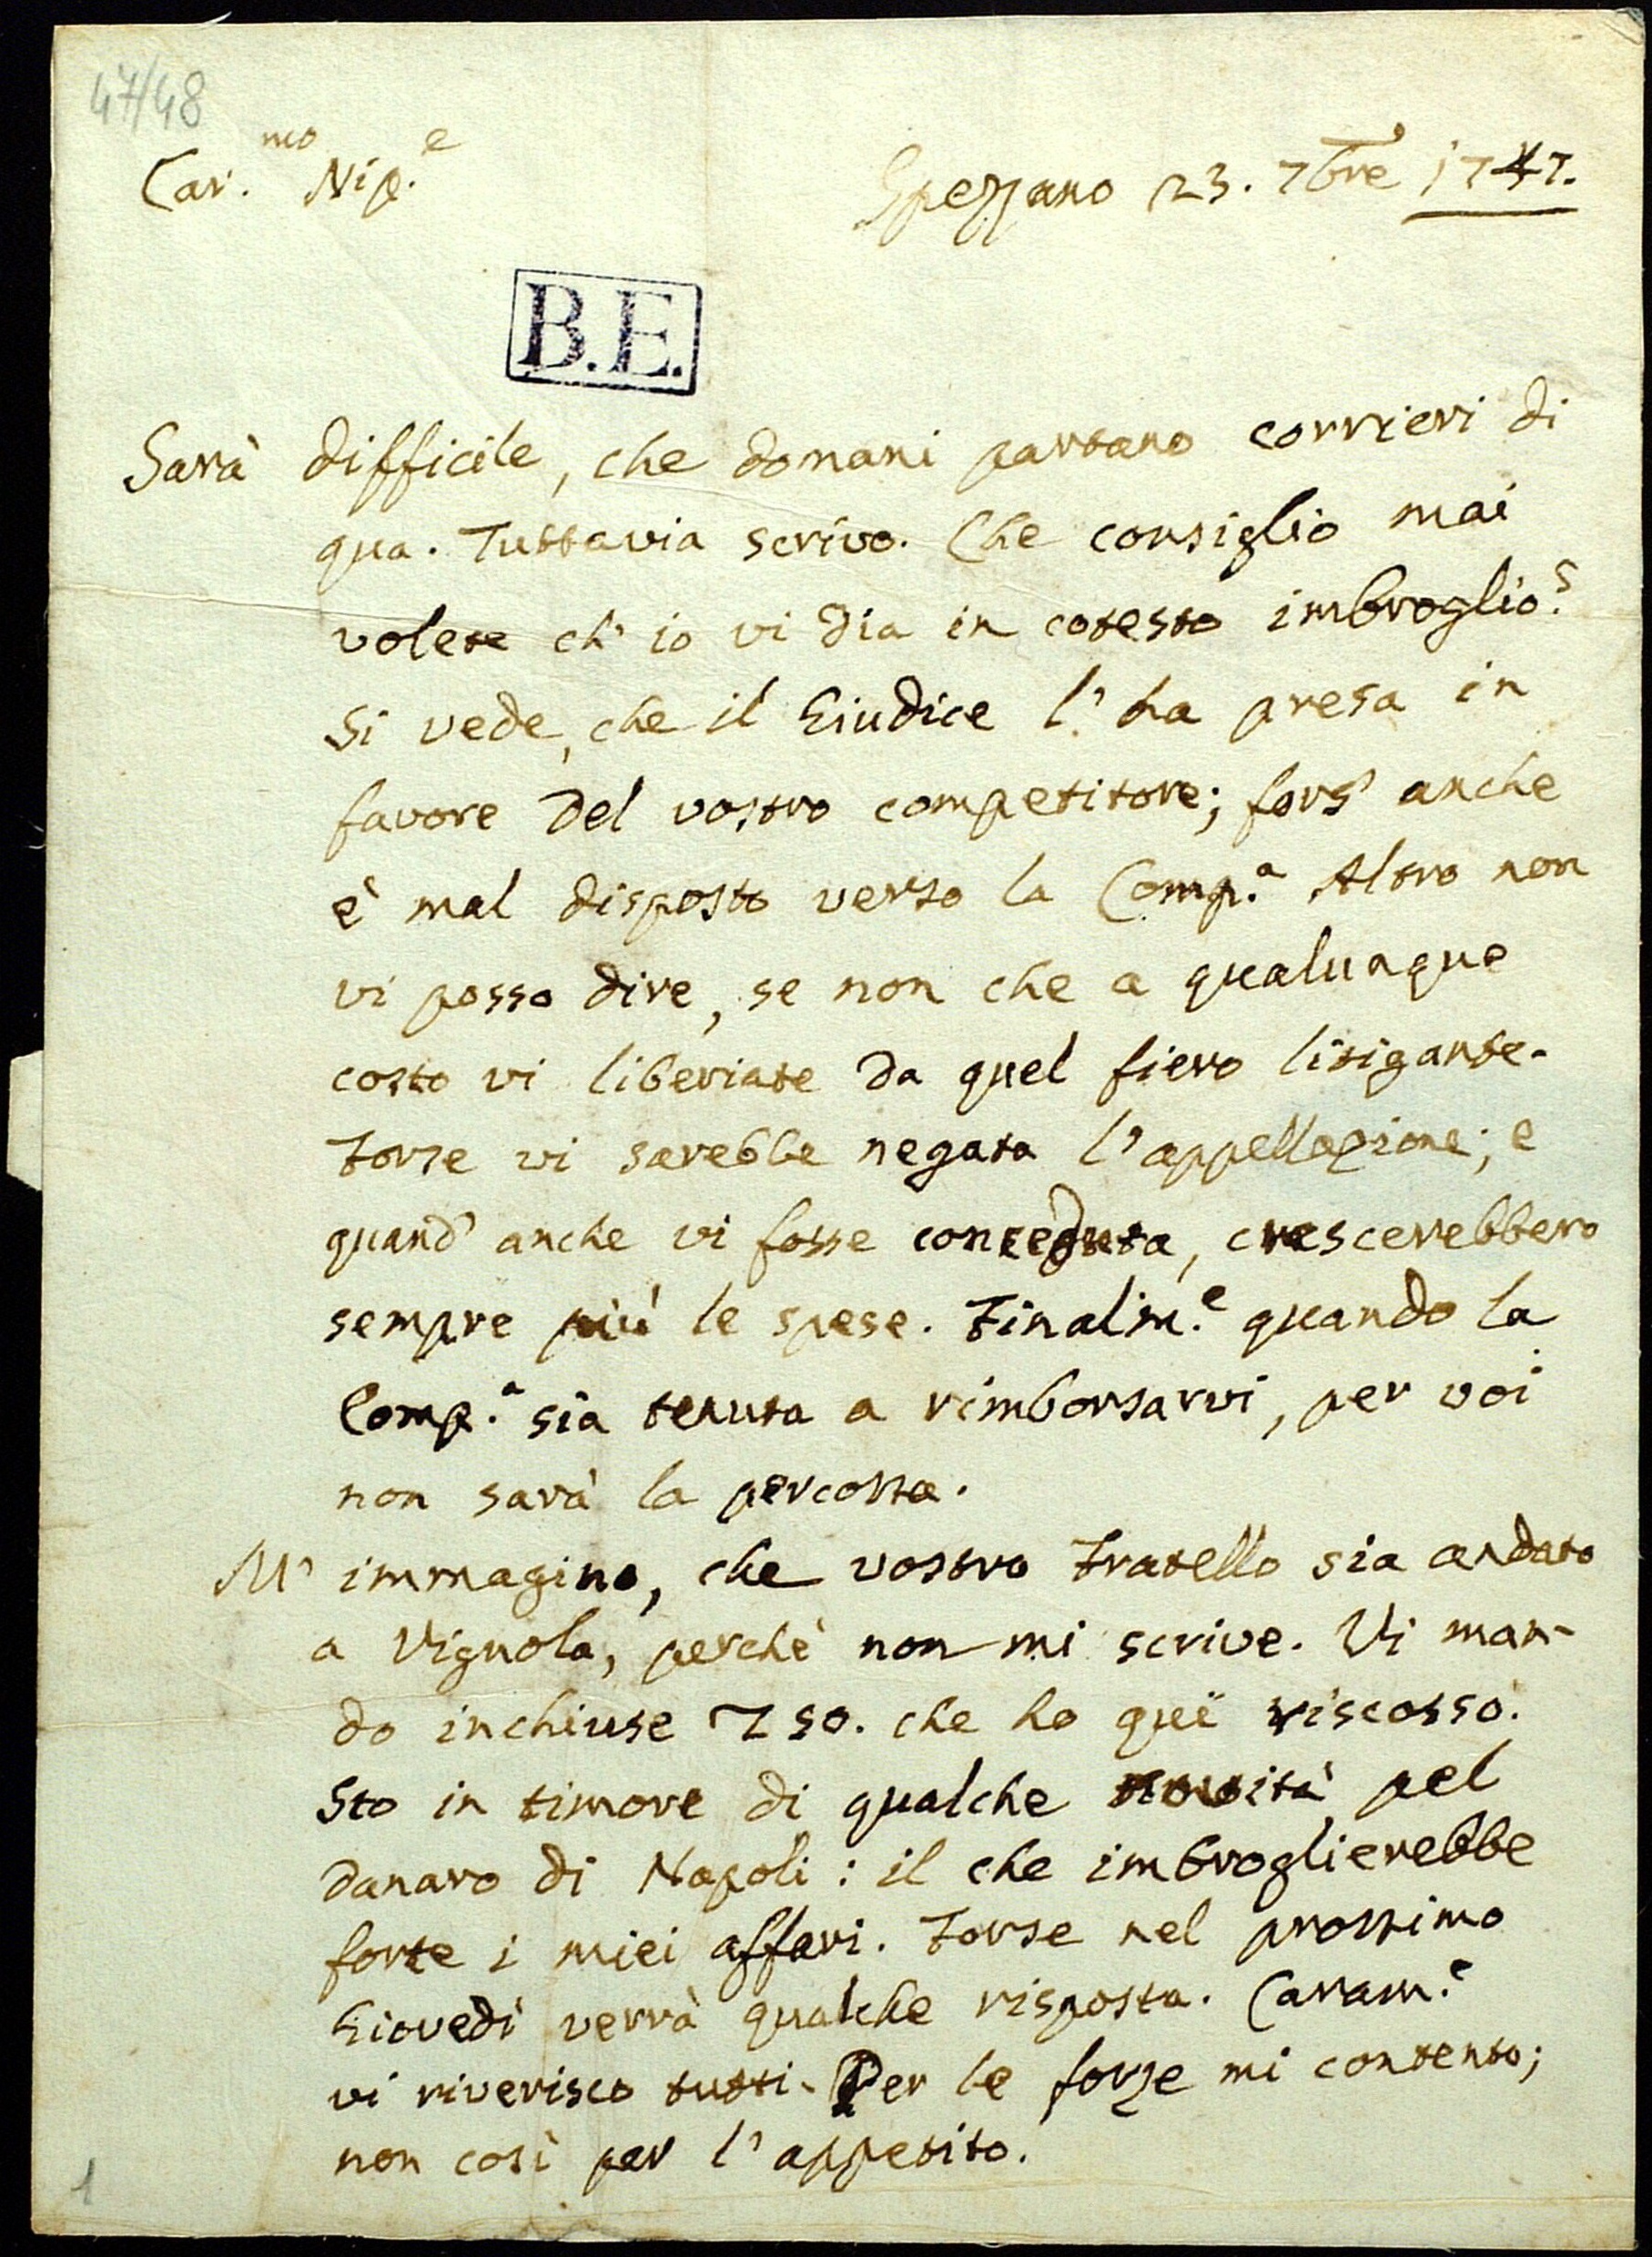 47/48
Car.mo Nip.e
Spezzano 23. 7bre 1747.
B.E.
Sarà difficile, che domani partano corrieri di
qua. Tuttavia scrivo. Che consiglio mai
volete ch' io vi dia in cotesto imbroglio?
Si vede, che il Giudice l' ha presa in
favore del vostro competitore; fors' anche
è mal disposto verso la Comp.a Altro non
vi posso dire, se non che a qualunque
costo vi liberiate da quel fiero litigante.
Forse vi sarebbe negata l' appellazione; e
quand' anche vi fosse conceduta, crescerebbero
sempre più le spese. Finalm.e quando la
Comp.a sia tenuta a rimborsarvi, per voi
non sarà la percossa.
M' immagino, che vostro Fratello sia andato
a Vignola, perchè non mi scrive. Vi man-
do inchiuse 50. che ho quì riscosso.
Sto in timore di qualche novità pel
danaro di Napoli: il che imbroglierebbe
forte i miei affari. Forse nel prossimo
Giovedì verrà qualche risposta. Caram.e
vi riverisco tutti. Per le forze mi contento;
non così per l' appetito.
1